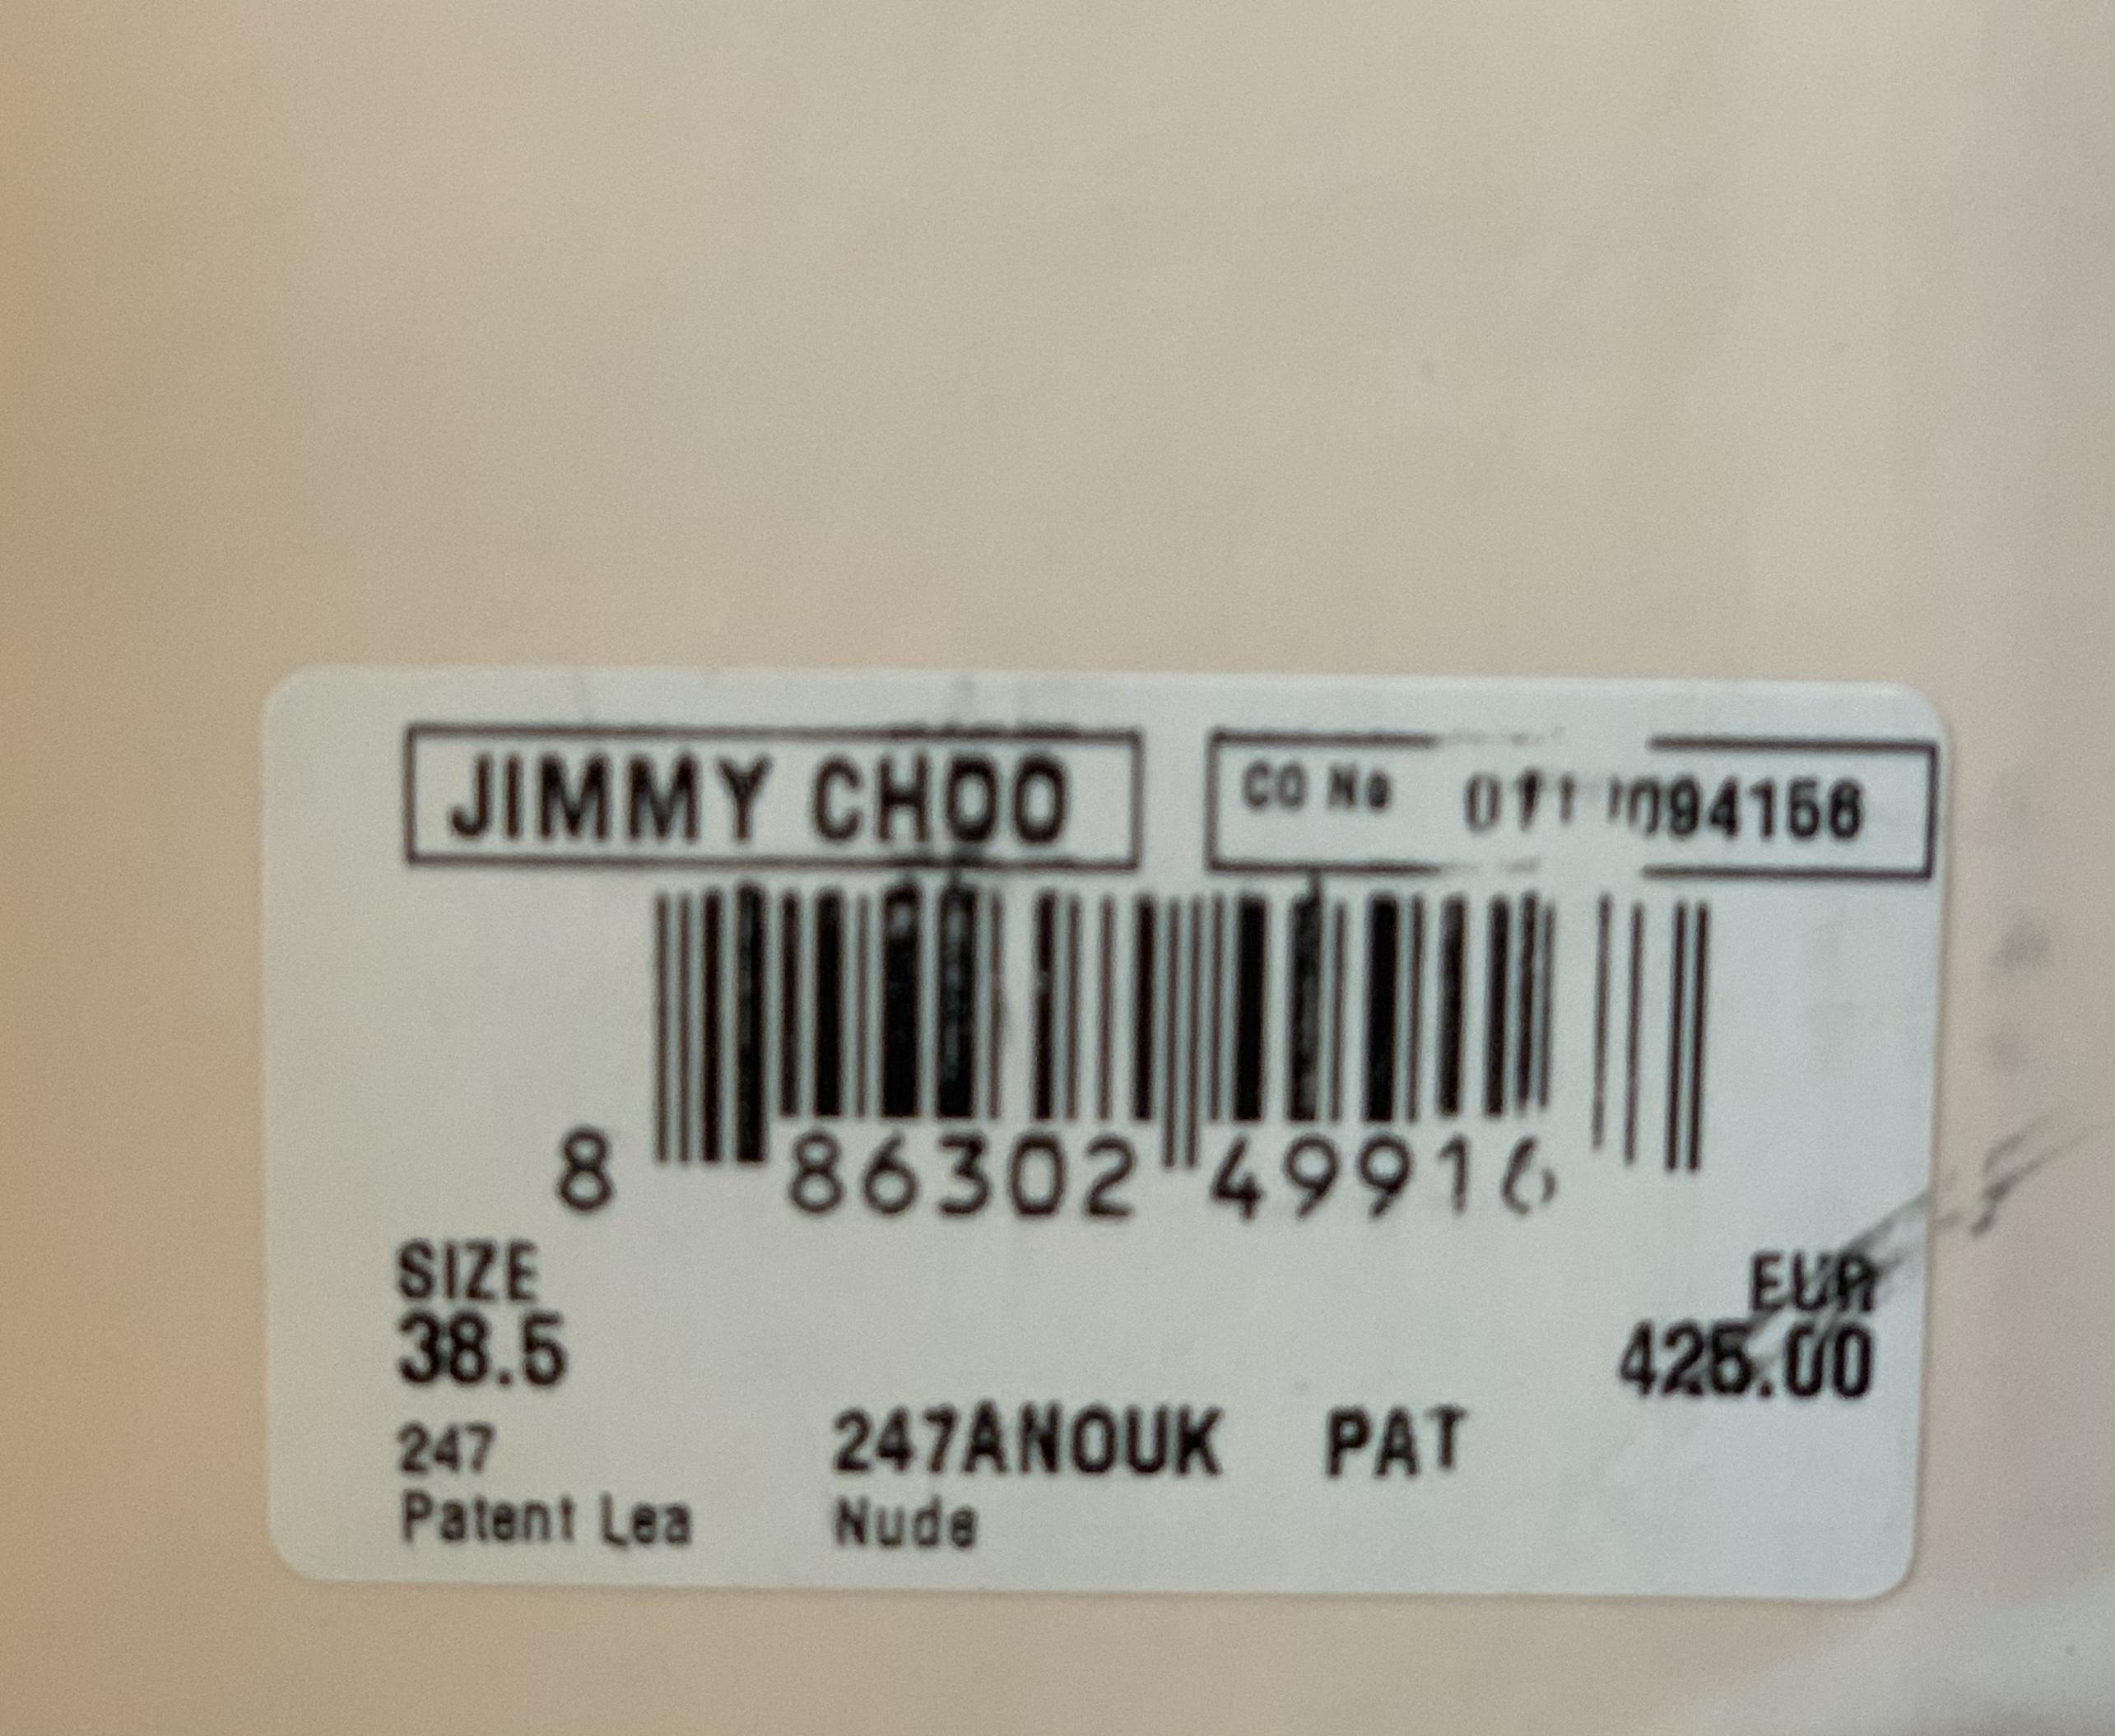 JIMMY CHOO
CO No
8 86302 49916
SIZE
38.5
EUR
425.00
247
247ANOUK PAT
Patent Lea
Nude